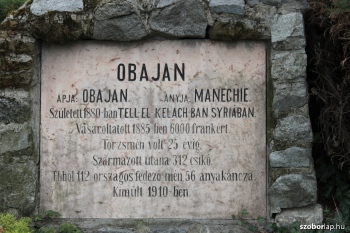 OBAJAN
APJA: OBAJAN. ANYJA: MANECHIE.
Született 1880-ban TELL EL KELACH-BAN SYRIÁBAN.
Vásároltatott 1885-ben 6000 frankért.
Törzsmén volt 25 évig.
Származott utána 312 csikó.
Ebből 112 országos fedező mén 56 anyakancza.
Kimúlt 1910-ben.
szoborlap.hu